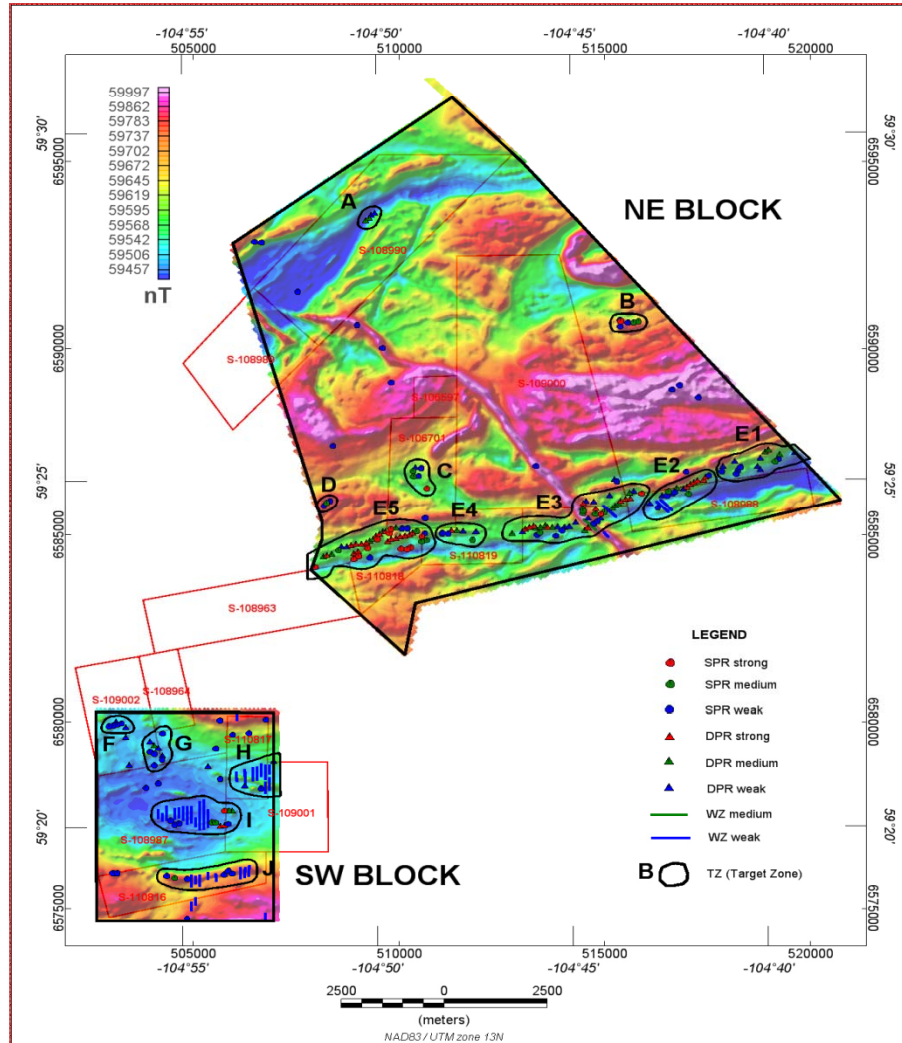 -104°55' -104°50' -104°45' -104°40'
505000 510000 515000 520000
59997
59862
59783
59737
59702
59672
59645
59619
59595
59568
59542
59506
59457
nT
59°30' 59°30'
6595000 6595000
NE BLOCK
A
S-108990
B
6590000 6590000
S-109000
S-106697
S-106701
E1
59°25' 59°25'
C
E2
S-108988
D
E5 E4 E3
6585000 6585000
S-110819
S-110818
S-108963
LEGEND
SPR strong
SPR medium
SPR weak
DPR strong
DPR medium
DPR weak
WZ medium
WZ weak
B TZ (Target Zone)
S-108964
S-109002
6580000 6580000
F G
S-110817
H
S-109001
59°20' 59°20'
I
S-108987
J
SW BLOCK
S-110816
6575000 6575000
505000 510000 515000 520000
-104°55' -104°50' -104°45' -104°40'
2500 0 2500
(meters)
NAD83 / UTM zone 13N